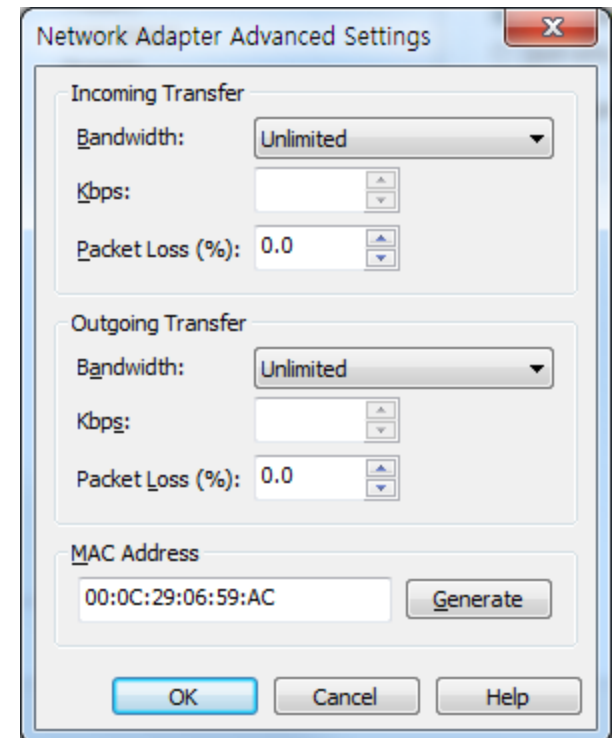 Network Adapter Advanced Settings
Incoming Transfer
Bandwidth: Unlimited
Kbps:
Packet Loss (%): 0.0
Outgoing Transfer
Bandwidth: Unlimited
Kbps:
Packet Loss (%): 0.0
MAC Address
00:0C:29:06:59:AC Generate
OK Cancel Help